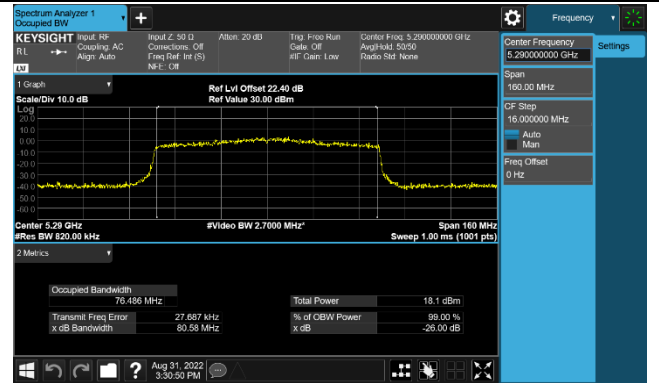 Spectrum Analyzer 1
Occupied BW
Frequency
KEYSIGHT
RL
LXI
Input: RF
Coupling: AC
Align: Auto
Input Z: 50 Ω
Corrections: Off
Freq Ref: Int (S)
NFE: Off
Atten: 20 dB
Trig: Free Run
Gate: Off
#IF Gain: Low
Center Freq: 5.290000000 GHz
Avg|Hold: 50/50
Radio Std: None
Center Frequency
5.290000000 GHz
Settings
Span
160.00 MHz
CF Step
16.000000 MHz
Auto
Man
Freq Offset
0 Hz
1 Graph
Scale/Div 10.0 dB
Ref Lvl Offset 22.40 dB
Ref Value 30.00 dBm
Log
20.0
10.0
0.00
-10.0
-20.0
-30.0
-40.0
-50.0
-60.0
Center 5.29 GHz
#Video BW 2.7000 MHz*
Span 160 MHz
#Res BW 820.00 kHz
Sweep 1.00 ms (1001 pts)
2 Metrics
Occupied Bandwidth
76.486 MHz
Total Power 18.1 dBm
Transmit Freq Error 27.687 kHz
% of OBW Power 99.00 %
x dB Bandwidth 80.58 MHz
x dB -26.00 dB
?
Aug 31, 2022
3:30:50 PM